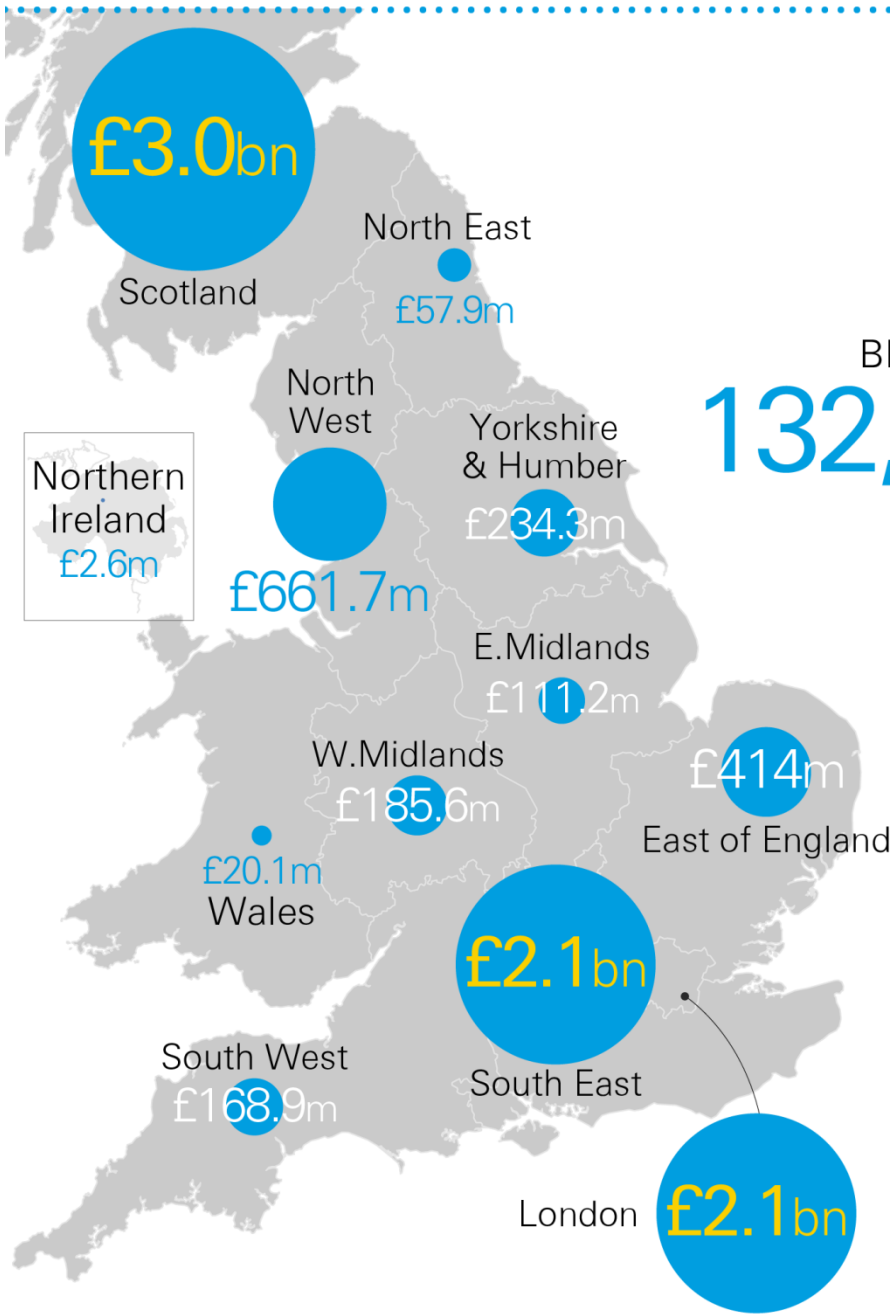 £3.0bn
Scotland
North East
£57.9m
North
West
£661.7m
Yorkshire
& Humber
£234.3m
Northern
Ireland
£2.6m
132,
E.Midlands
£111.2m
W.Midlands
£185.6m
£414m
East of England
£20.1m
Wales
£2.1bn
South East
South West
£168.9m
London
£2.1bn